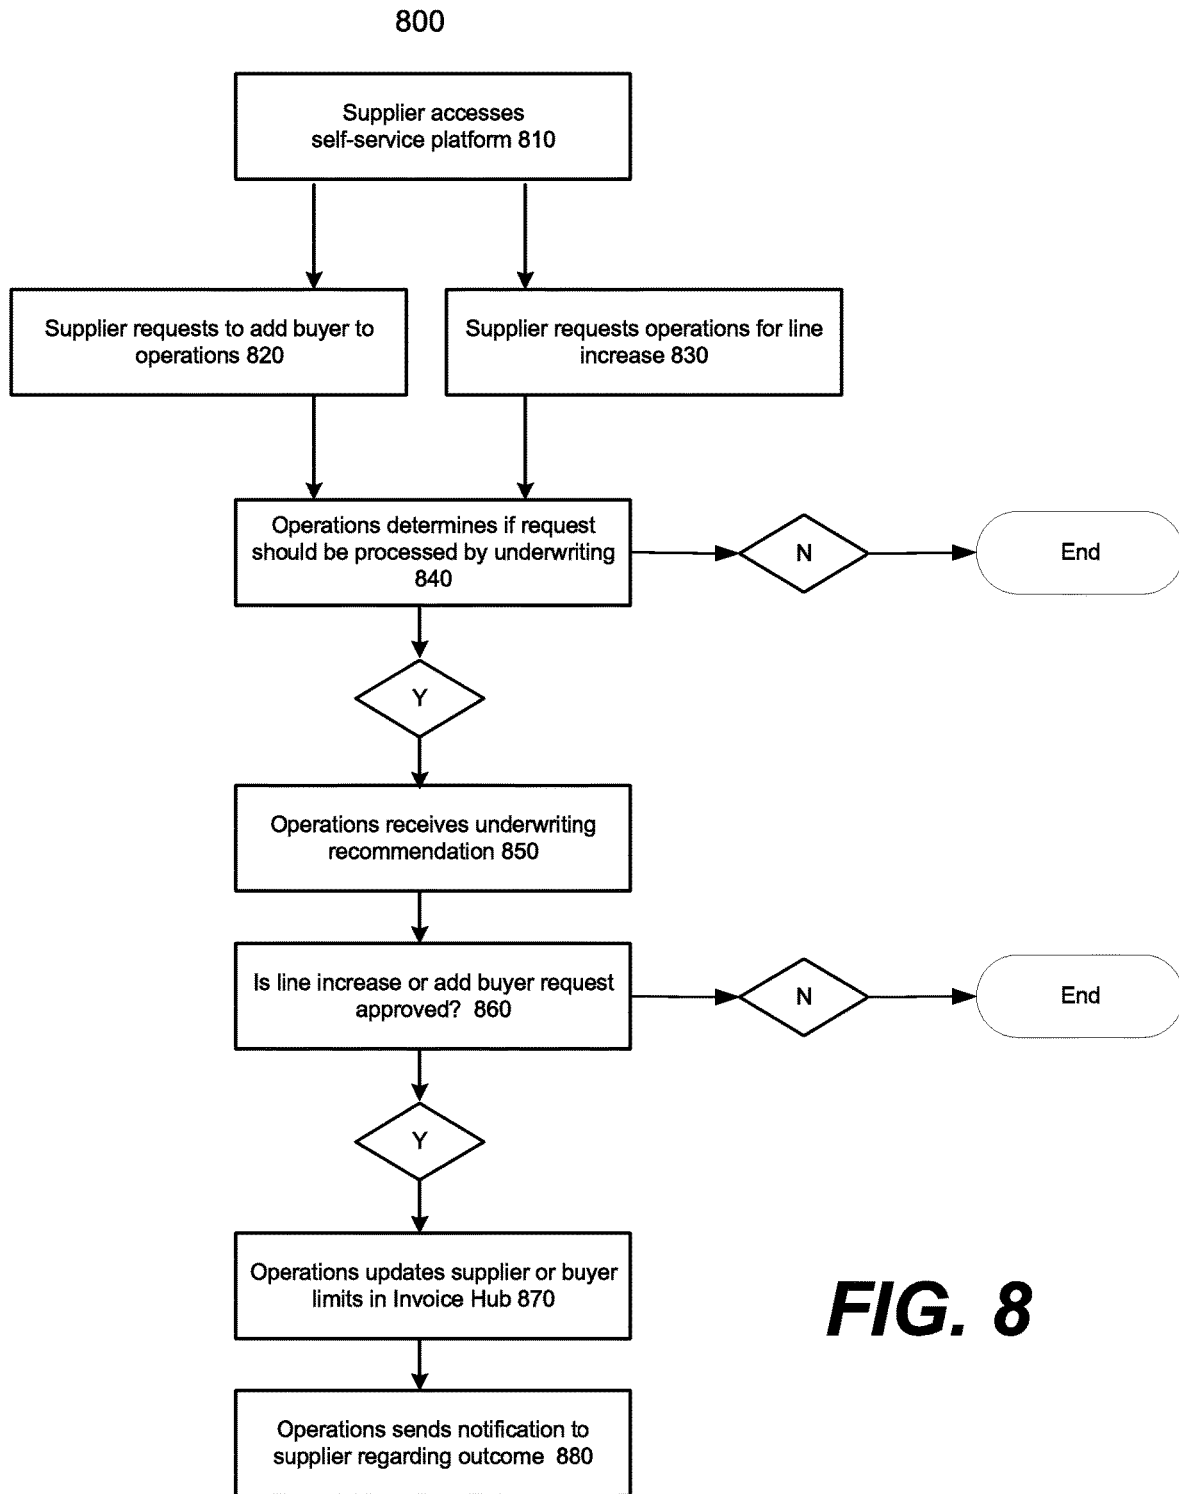 800
Supplier accesses
self-service platform 810
Supplier requests to add buyer to
operations 820
Supplier requests operations for line
increase 830
Operations determines if request
should be processed by underwriting
840
N
End
Y
Operations receives underwriting
recommendation 850
Is line increase or add buyer request
approved? 860
N
End
Y
Operations updates supplier or buyer
limits in Invoice Hub 870
FIG. 8
Operations sends notification to
supplier regarding outcome 880